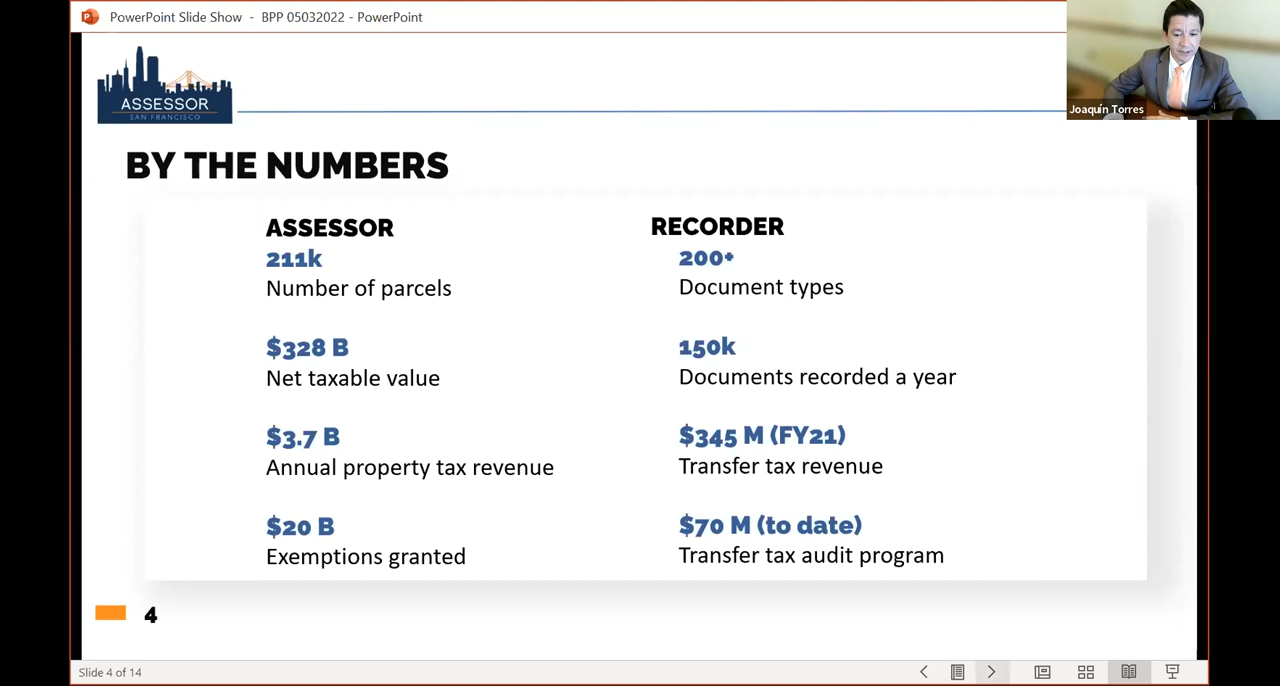 PowerPoint Slide Show - BPP 05032022 - PowerPoint
Joaquín Torres
ASSESSOR
SAN FRANCISCO
BY THE NUMBERS
ASSESSOR
211k
Number of parcels
$328 B
Net taxable value
$3.7 B
Annual property tax revenue
$20 B
Exemptions granted
RECORDER
200+
Document types
150k
Documents recorded a year
$345 M (FY21)
Transfer tax revenue
$70 M (to date)
Transfer tax audit program
4
Slide 4 of 14